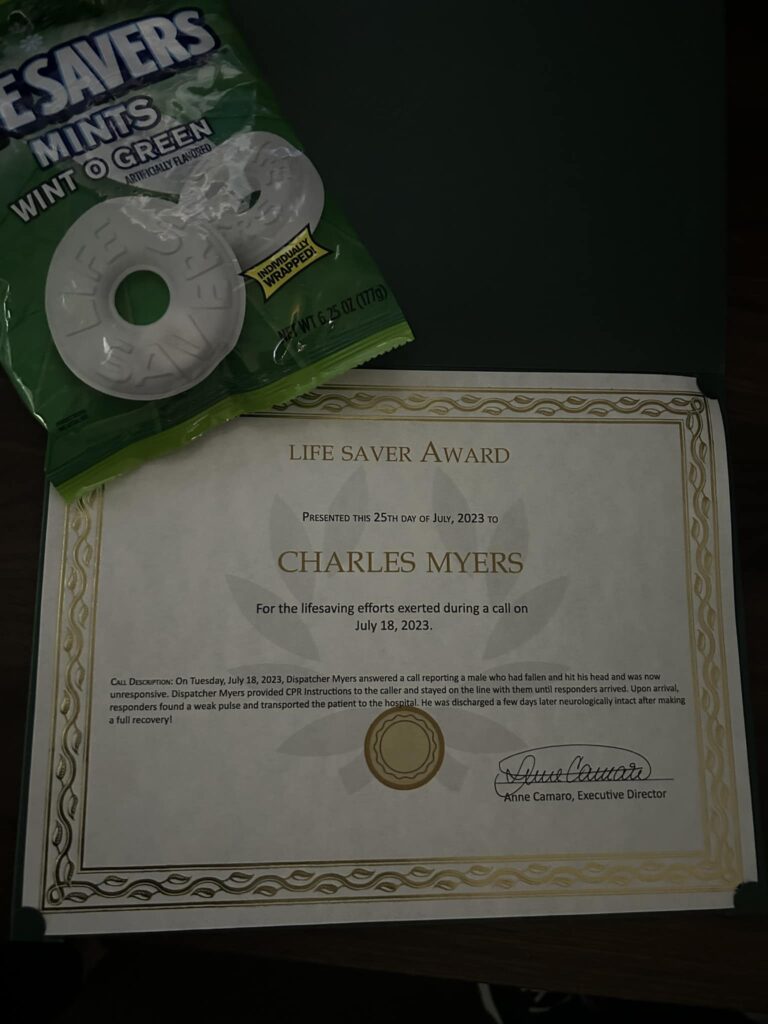 E SAVERS
MINTS
WINT O GREEN
ARTIFICIALLY FLAVORED
LIFE SAVERS
INDIVIDUALLY
WRAPPED!
NET WT 6.25 OZ (177g)
LIFE SAVER AWARD
PRESENTED THIS 25TH DAY OF JULY, 2023 TO
CHARLES MYERS
For the lifesaving efforts exerted during a call on
July 18, 2023.
CALL DESCRIPTION: On Tuesday, July 18, 2023, Dispatcher Myers answered a call reporting a male who had fallen and hit his head and was now
unresponsive. Dispatcher Myers provided CPR Instructions to the caller and stayed on the line with them until responders arrived. Upon arrival,
responders found a weak pulse and transported the patient to the hospital. He was discharged a few days later neurologically intact after making
a full recovery!
Anne Camaro
Anne Camaro, Executive Director